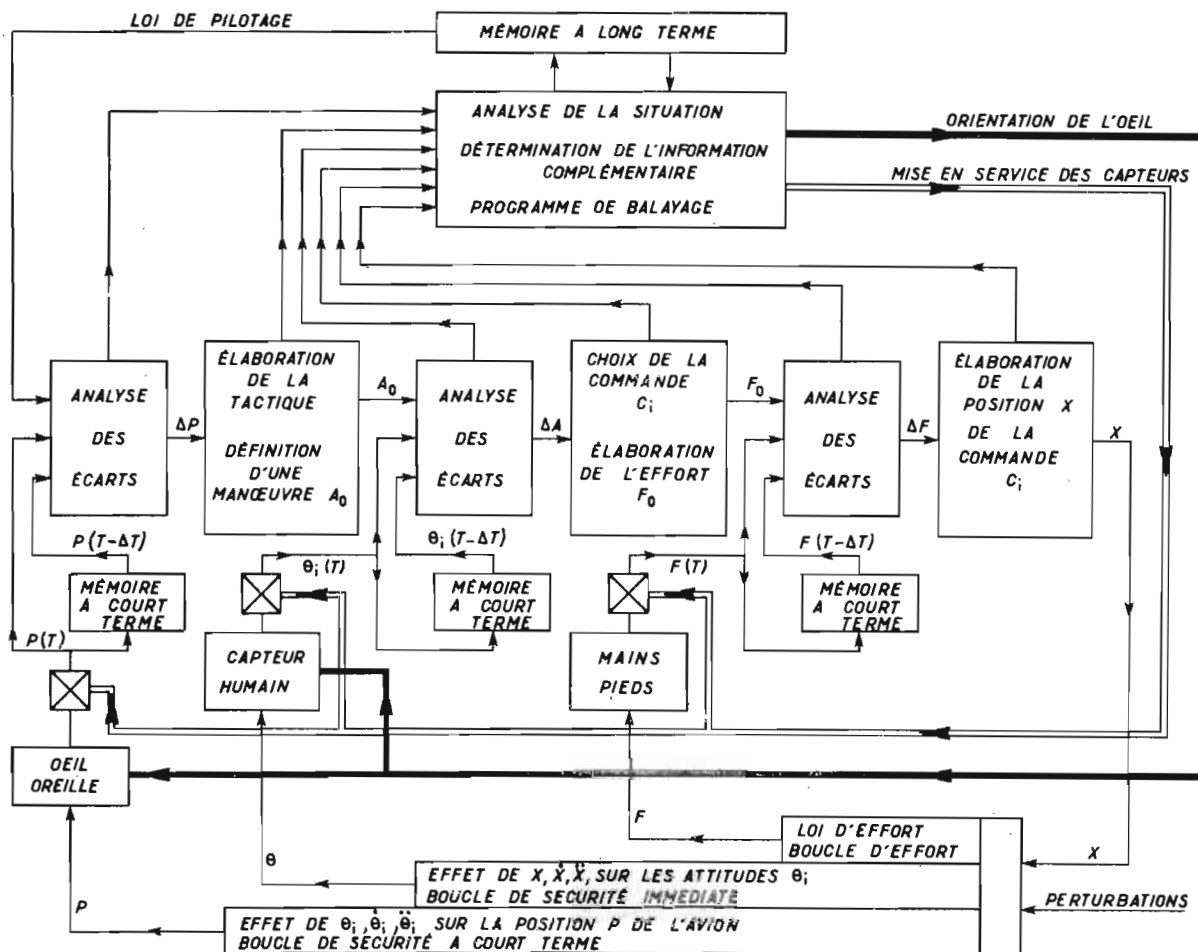 LOI DE PILOTAGE
MÉMOIRE A LONG TERME
ANALYSE DE LA SITUATION
DÉTERMINATION DE L'INFORMATION
COMPLÉMENTAIRE
PROGRAMME DE BALAYAGE
ORIENTATION DE L'OEIL
MISE EN SERVICE DES CAPTEURS
ANALYSE
DES
ÉCARTS
ΔP
ÉLABORATION
DE LA
TACTIQUE
DÉFINITION
D'UNE
MANŒUVRE A₀
A₀
ANALYSE
DES
ÉCARTS
ΔA
CHOIX DE LA
COMMANDE
Cᵢ
ÉLABORATION
DE L'EFFORT
F₀
F₀
ANALYSE
DES
ÉCARTS
ΔF
ÉLABORATION
DE LA
POSITION X
DE LA
COMMANDE
Cᵢ
X
P(T-ΔT)
MÉMOIRE
A COURT
TERME
P(T)
θᵢ(T)
θᵢ(T-ΔT)
MÉMOIRE
A COURT
TERME
F(T)
F(T-ΔT)
MÉMOIRE
A COURT
TERME
CAPTEUR
HUMAIN
MAINS
PIEDS
OEIL
OREILLE
F
LOI D'EFFORT
BOUCLE D'EFFORT
X
θ
EFFET DE X, Ẋ, Ẍ, SUR LES ATTITUDES θᵢ
BOUCLE DE SÉCURITÉ IMMEDIATE
PERTURBATIONS
P
EFFET DE θᵢ, θ̇ᵢ, θ̈ᵢ SUR LA POSITION P DE L'AVION
BOUCLE DE SÉCURITÉ A COURT TERME